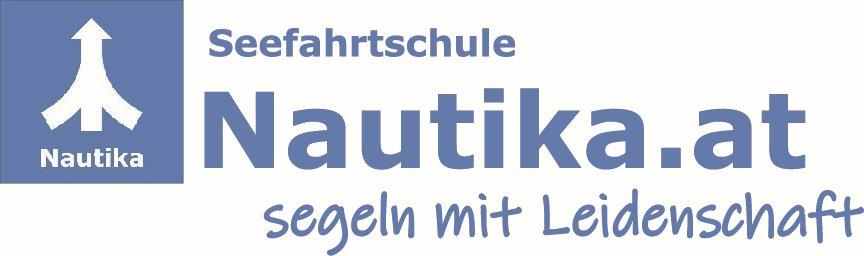 Seefahrtschule
Nautika.at
segeln mit Leidenschaft
Nautika